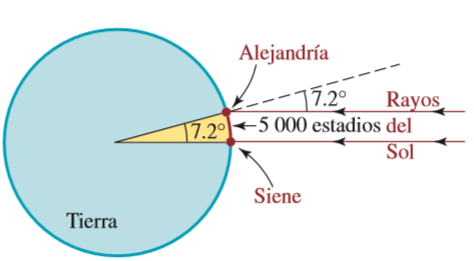 Alejandría
7.2°
Rayos
7.2°
5 000 estadios del
Sol
Siene
Tierra